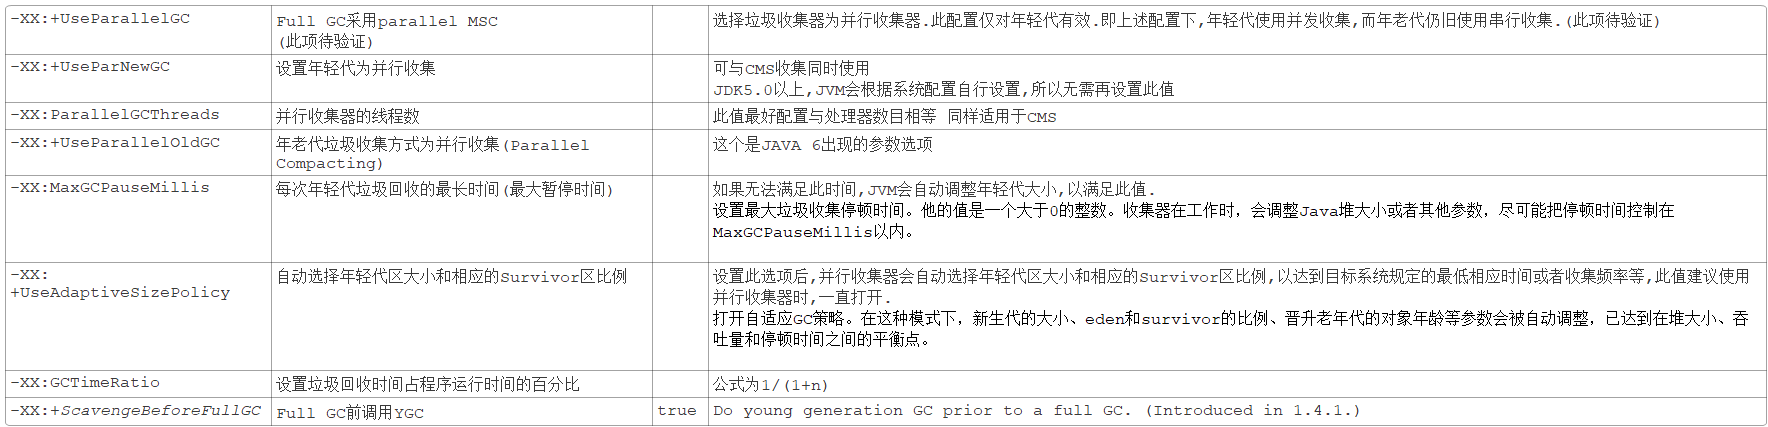 -XX:+UseParallelGC
Full GC采用parallel MSC
(此项待验证)
选择垃圾收集器为并行收集器.此配置仅对年轻代有效.即上述配置下,年轻代使用并发收集,而年老代仍旧使用串行收集.(此项待验证)
-XX:+UseParNewGC
设置年轻代为并行收集
可与CMS收集同时使用
JDK5.0以上,JVM会根据系统配置自行设置,所以无需再设置此值
-XX:ParallelGCThreads
并行收集器的线程数
此值最好配置与处理器数目相等 同样适用于CMS
-XX:+UseParallelOldGC
年老代垃圾收集方式为并行收集(Parallel
Compacting)
这个是JAVA 6出现的参数选项
-XX:MaxGCPauseMillis
每次年轻代垃圾回收的最长时间(最大暂停时间)
如果无法满足此时间,JVM会自动调整年轻代大小,以满足此值.
设置最大垃圾收集停顿时间。他的值是一个大于0的整数。收集器在工作时，会调整Java堆大小或者其他参数，尽可能把停顿时间控制在
MaxGCPauseMillis以内。
-XX:
+UseAdaptiveSizePolicy
自动选择年轻代区大小和相应的Survivor区比例
设置此选项后,并行收集器会自动选择年轻代区大小和相应的Survivor区比例,以达到目标系统规定的最低相应时间或者收集频率等,此值建议使用
并行收集器时,一直打开.
打开自适应GC策略。在这种模式下，新生代的大小、eden和survivor的比例、晋升老年代的对象年龄等参数会被自动调整，已达到在堆大小、吞
吐量和停顿时间之间的平衡点。
-XX:GCTimeRatio
设置垃圾回收时间占程序运行时间的百分比
公式为1/(1+n)
-XX:+ScavengeBeforeFullGC
Full GC前调用YGC
true
Do young generation GC prior to a full GC. (Introduced in 1.4.1.)